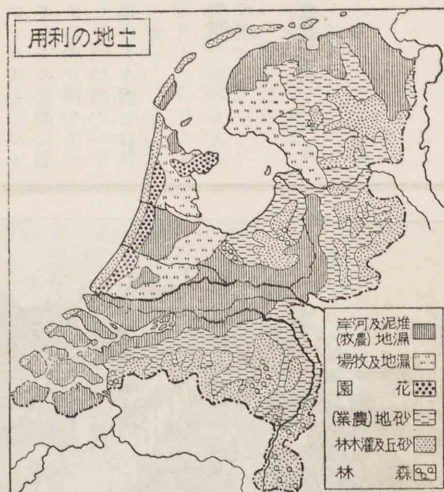 土地の利用
堆泥及河岸
濕地(農牧)
濕地及牧場
花園
砂地(農業)
砂丘及灌木林
森林